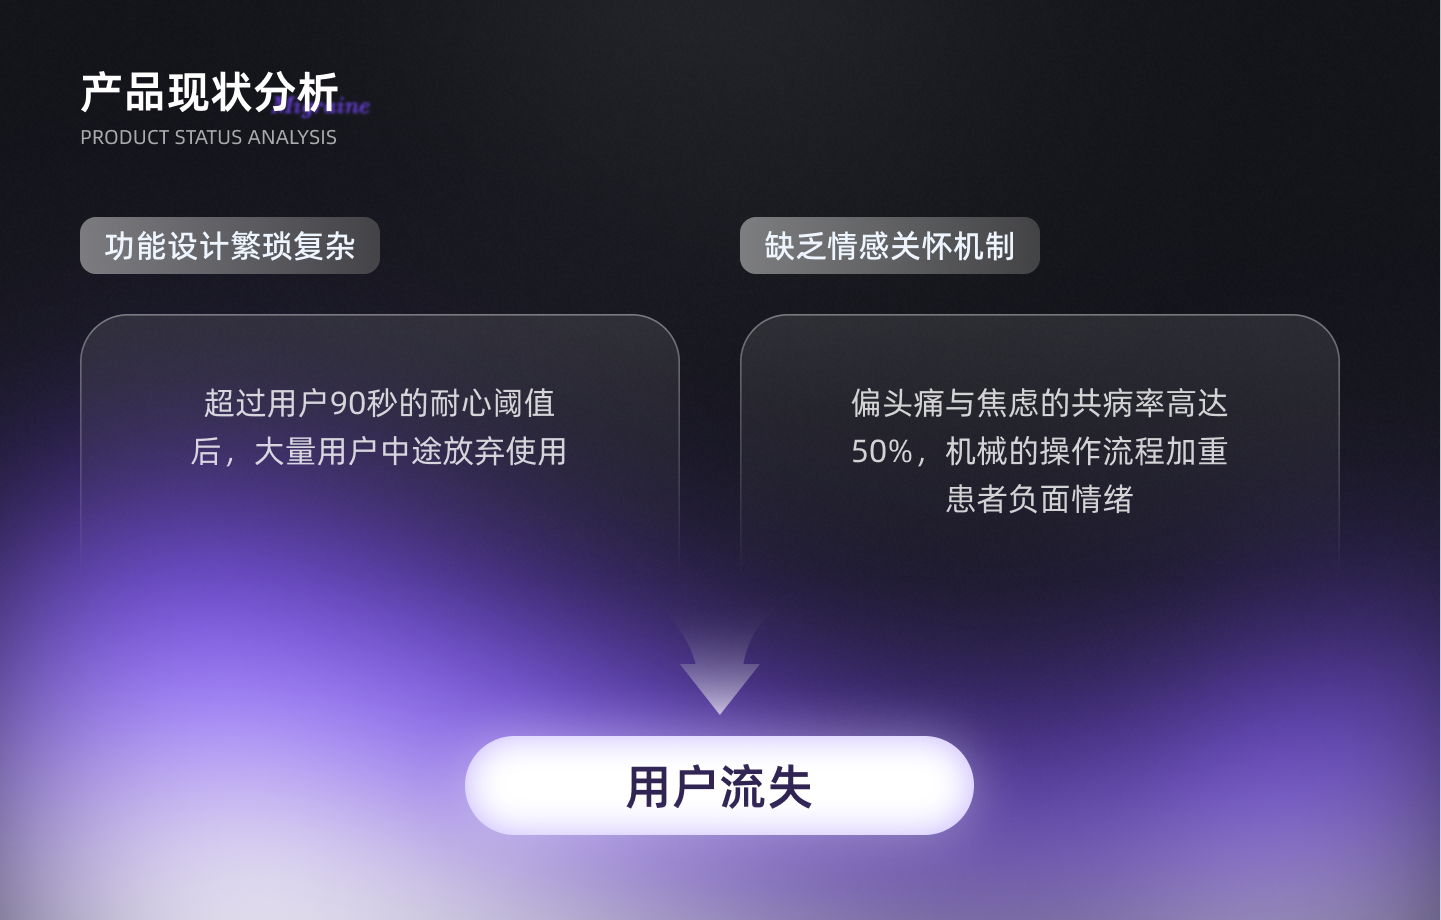 产品现状分析
Migraine
PRODUCT STATUS ANALYSIS
功能设计繁琐复杂
超过用户90秒的耐心阈值
后，大量用户中途放弃使用
缺乏情感关怀机制
偏头痛与焦虑的共病率高达
50%，机械的操作流程加重
患者负面情绪
用户流失